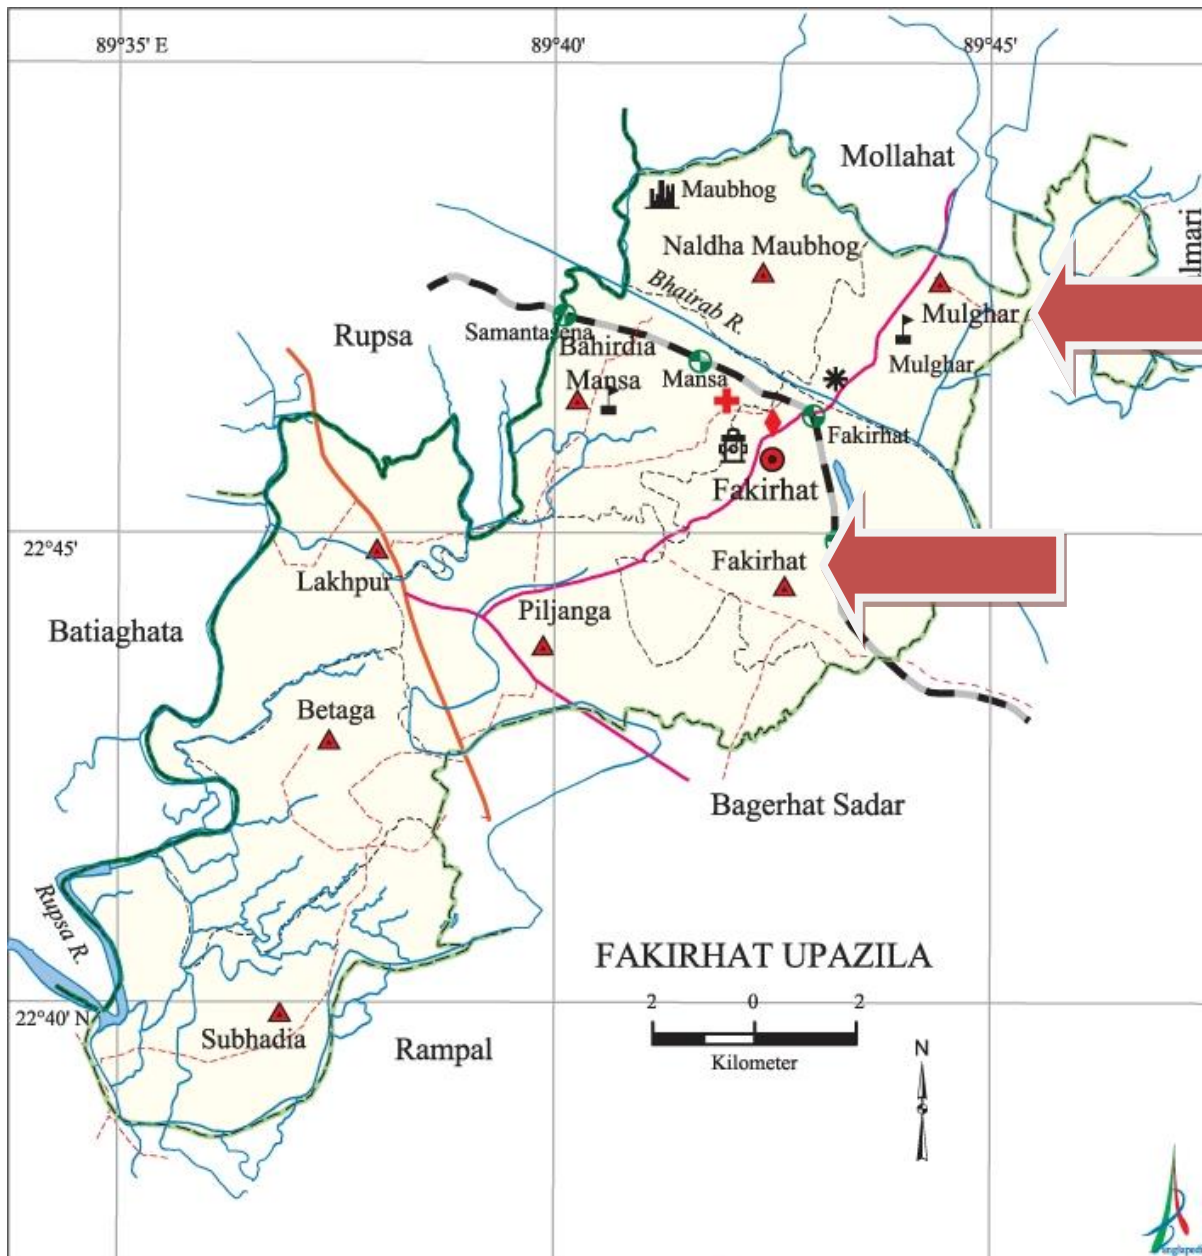 89°35' E
89°40'
89°45'
Mollahat
Maubhog
Naldha Maubhog
Bhairab R.
Mulghar
Samantasena
Rupsa
Bahirdia
Mansa
Mansa
Mulghar
Fakirhat
Fakirhat
22°45'
Fakirhat
Lakhpur
Piljanga
Batiaghata
Betaga
Bagerhat Sadar
Rupsa R.
FAKIRHAT UPAZILA
22°40' N
2 0 2
Kilometer
Subhadia
Rampal
N